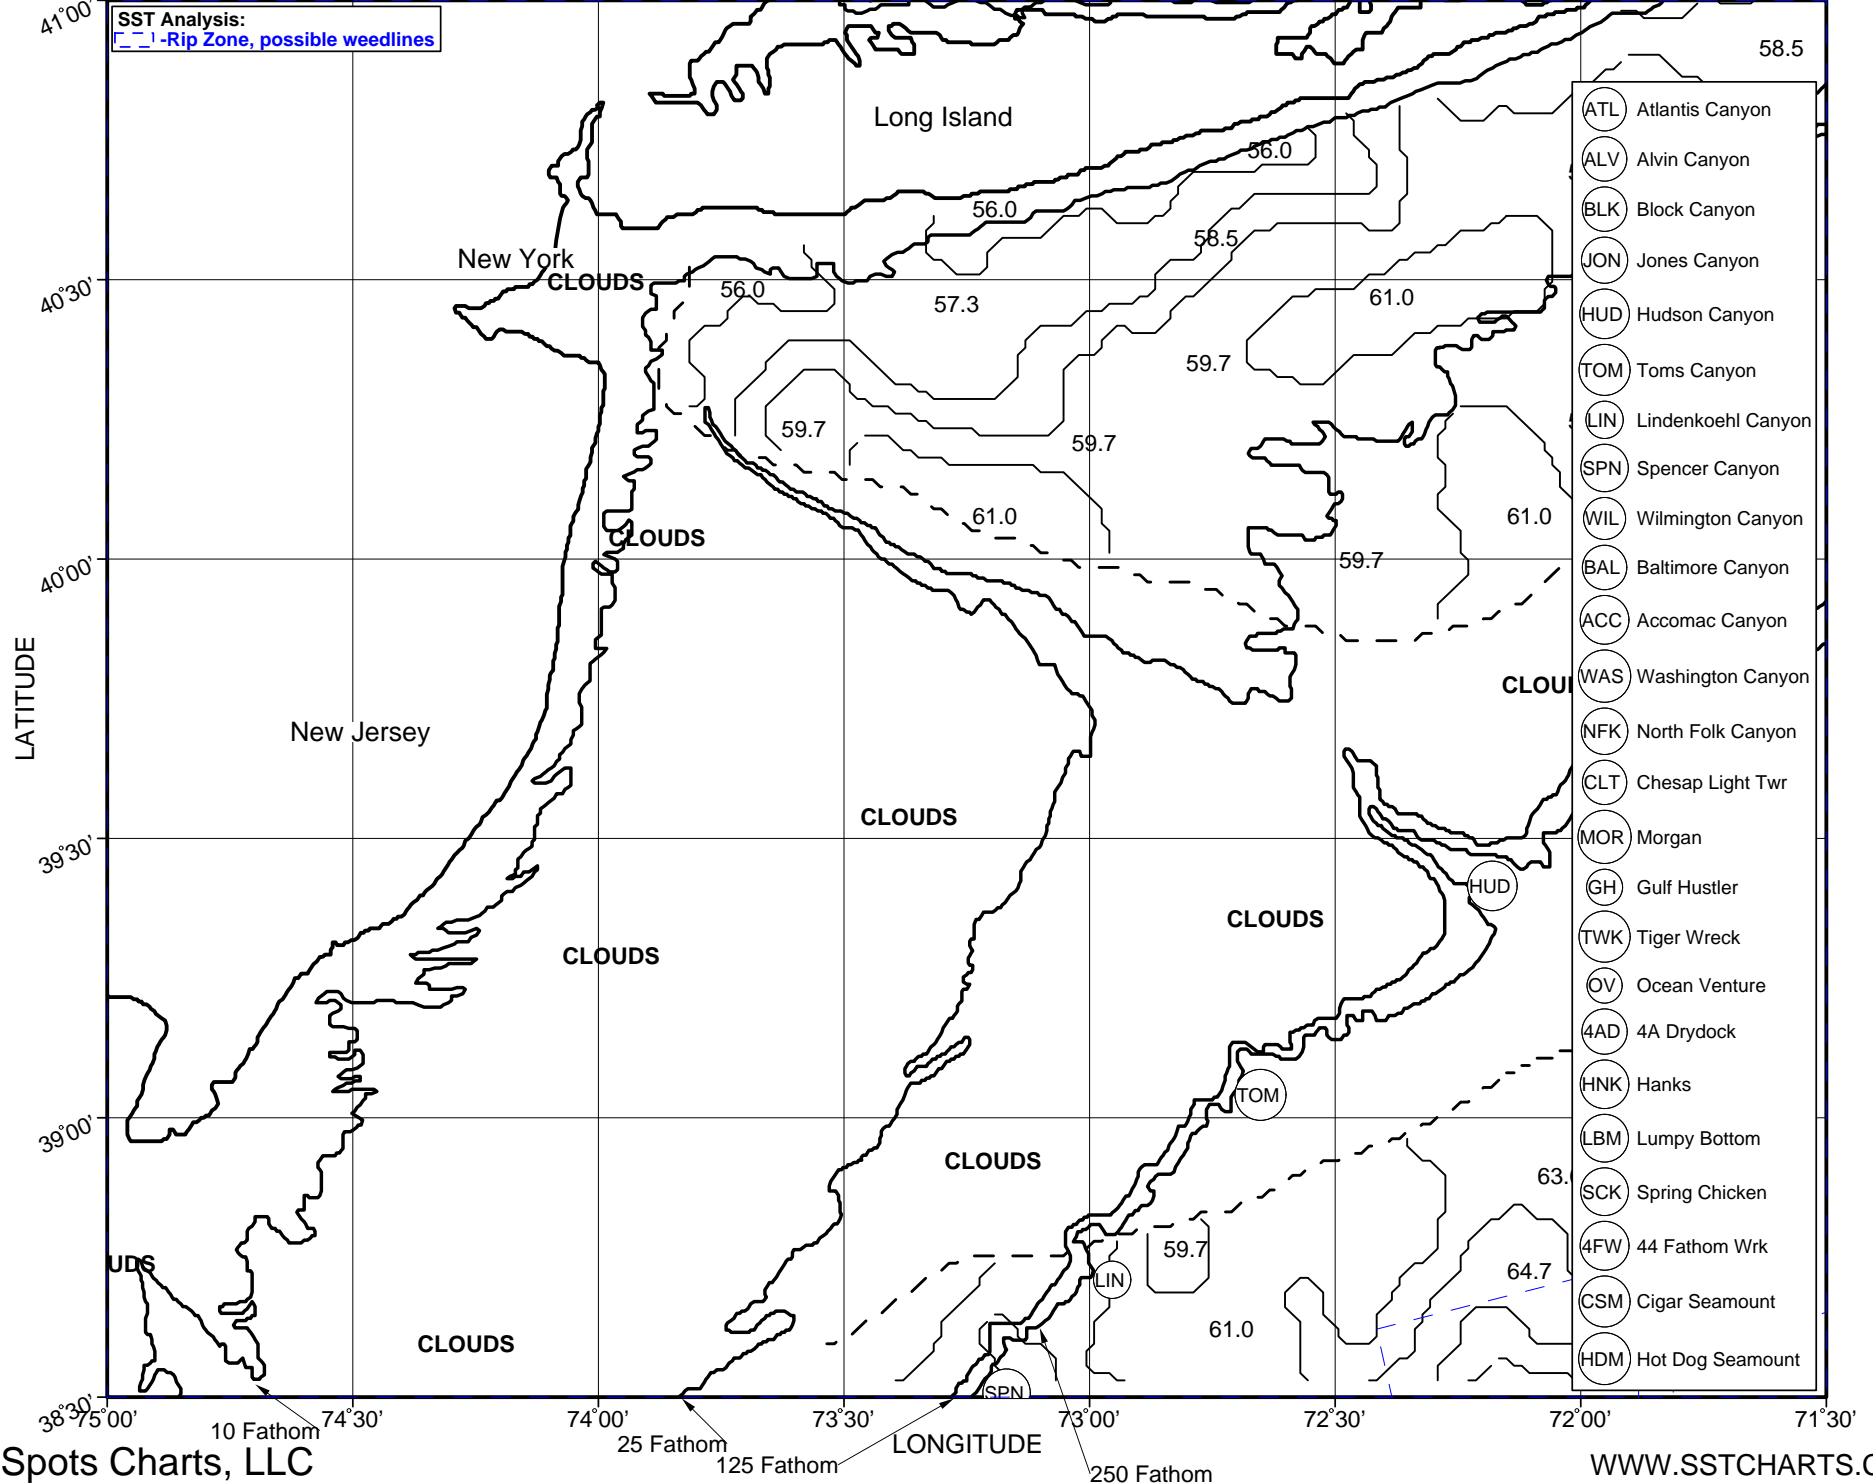 41°00'
SST Analysis:
-Rip Zone, possible weedlines
58.5
Long Island
56.0
56.0
58.5
New York
CLOUDS
40°30'
56.0
57.3
61.0
59.7
59.7
59.7
61.0
61.0
CLOUDS
59.7
40°00'
LATITUDE
New Jersey
CLOUDS
39°30'
HUD
CLOUDS
CLOUDS
TOM
39°00'
CLOUDS
63.
59.7
UDS
LIN
64.7
61.0
CLOUDS
SPN
38°30'
ATL Atlantis Canyon
ALV Alvin Canyon
BLK Block Canyon
JON Jones Canyon
HUD Hudson Canyon
TOM Toms Canyon
LIN Lindenkoehl Canyon
SPN Spencer Canyon
WIL Wilmington Canyon
BAL Baltimore Canyon
ACC Accomac Canyon
WAS Washington Canyon
NFK North Folk Canyon
CLT Chesap Light Twr
MOR Morgan
GH Gulf Hustler
TWK Tiger Wreck
OV Ocean Venture
4AD 4A Drydock
HNK Hanks
LBM Lumpy Bottom
SCK Spring Chicken
4FW 44 Fathom Wrk
CSM Cigar Seamount
HDM Hot Dog Seamount
75°00' 74°30' 74°00' 73°30' 73°00' 72°30' 72°00' 71°30'
10 Fathom
25 Fathom
125 Fathom
LONGITUDE
250 Fathom
Spots Charts, LLC
WWW.SSTCHARTS.